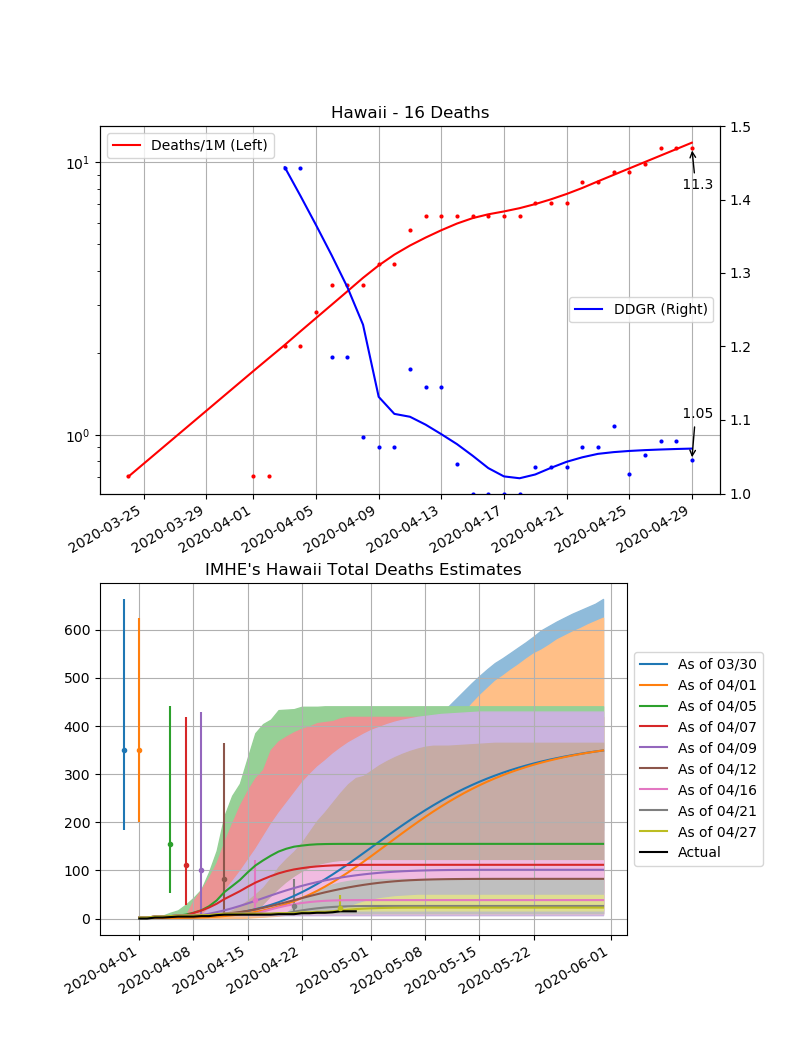 Hawaii - 16 Deaths
Deaths/1M (Left)
DDGR (Right)
11.3
1.05
10¹
10⁰
1.5
1.4
1.3
1.2
1.1
1.0
2020-03-25
2020-03-29
2020-04-01
2020-04-05
2020-04-09
2020-04-13
2020-04-17
2020-04-21
2020-04-25
2020-04-29
IMHE's Hawaii Total Deaths Estimates
600
500
400
300
200
100
0
2020-04-01
2020-04-08
2020-04-15
2020-04-22
2020-05-01
2020-05-08
2020-05-15
2020-05-22
2020-06-01
As of 03/30
As of 04/01
As of 04/05
As of 04/07
As of 04/09
As of 04/12
As of 04/16
As of 04/21
As of 04/27
Actual